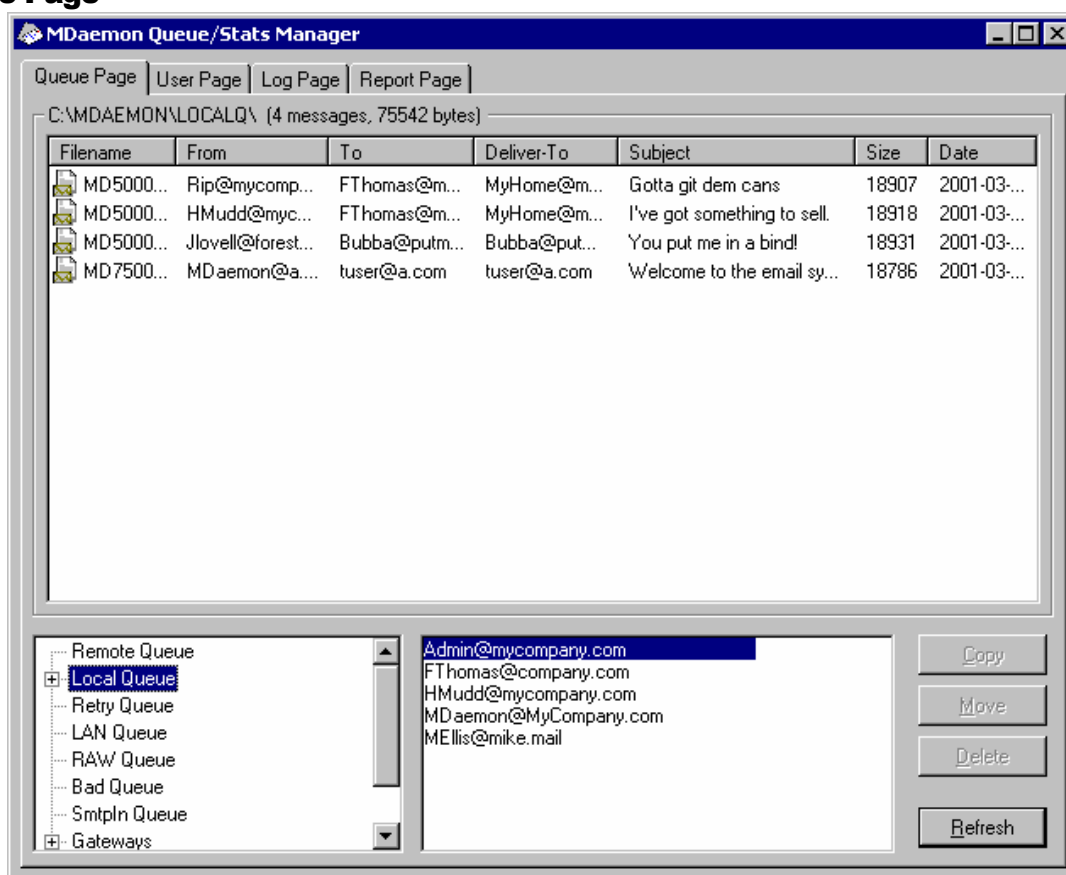 Page
MDaemon Queue/Stats Manager
Queue Page User Page Log Page Report Page
C:\MDAEMON\LOCALQ\ (4 messages, 75542 bytes)
Filename From To Deliver-To Subject Size Date
MD5000... Rip@mycomp... FThomas@m... MyHome@m... Gotta git dem cans 18907 2001-03-...
MD5000... HMudd@myc... FThomas@m... MyHome@m... I've got something to sell. 18918 2001-03-...
MD5000... Jlovell@forest... Bubba@putm... Bubba@put... You put me in a bind! 18931 2001-03-...
MD7500... MDaemon@a.... tuser@a.com tuser@a.com Welcome to the email sy... 18786 2001-03-...
Remote Queue
Local Queue
Retry Queue
LAN Queue
RAW Queue
Bad Queue
SmtpIn Queue
Gateways
Admin@mycompany.com
FThomas@company.com
HMudd@mycompany.com
MDaemon@MyCompany.com
MEllis@mike.mail
Copy
Move
Delete
Refresh